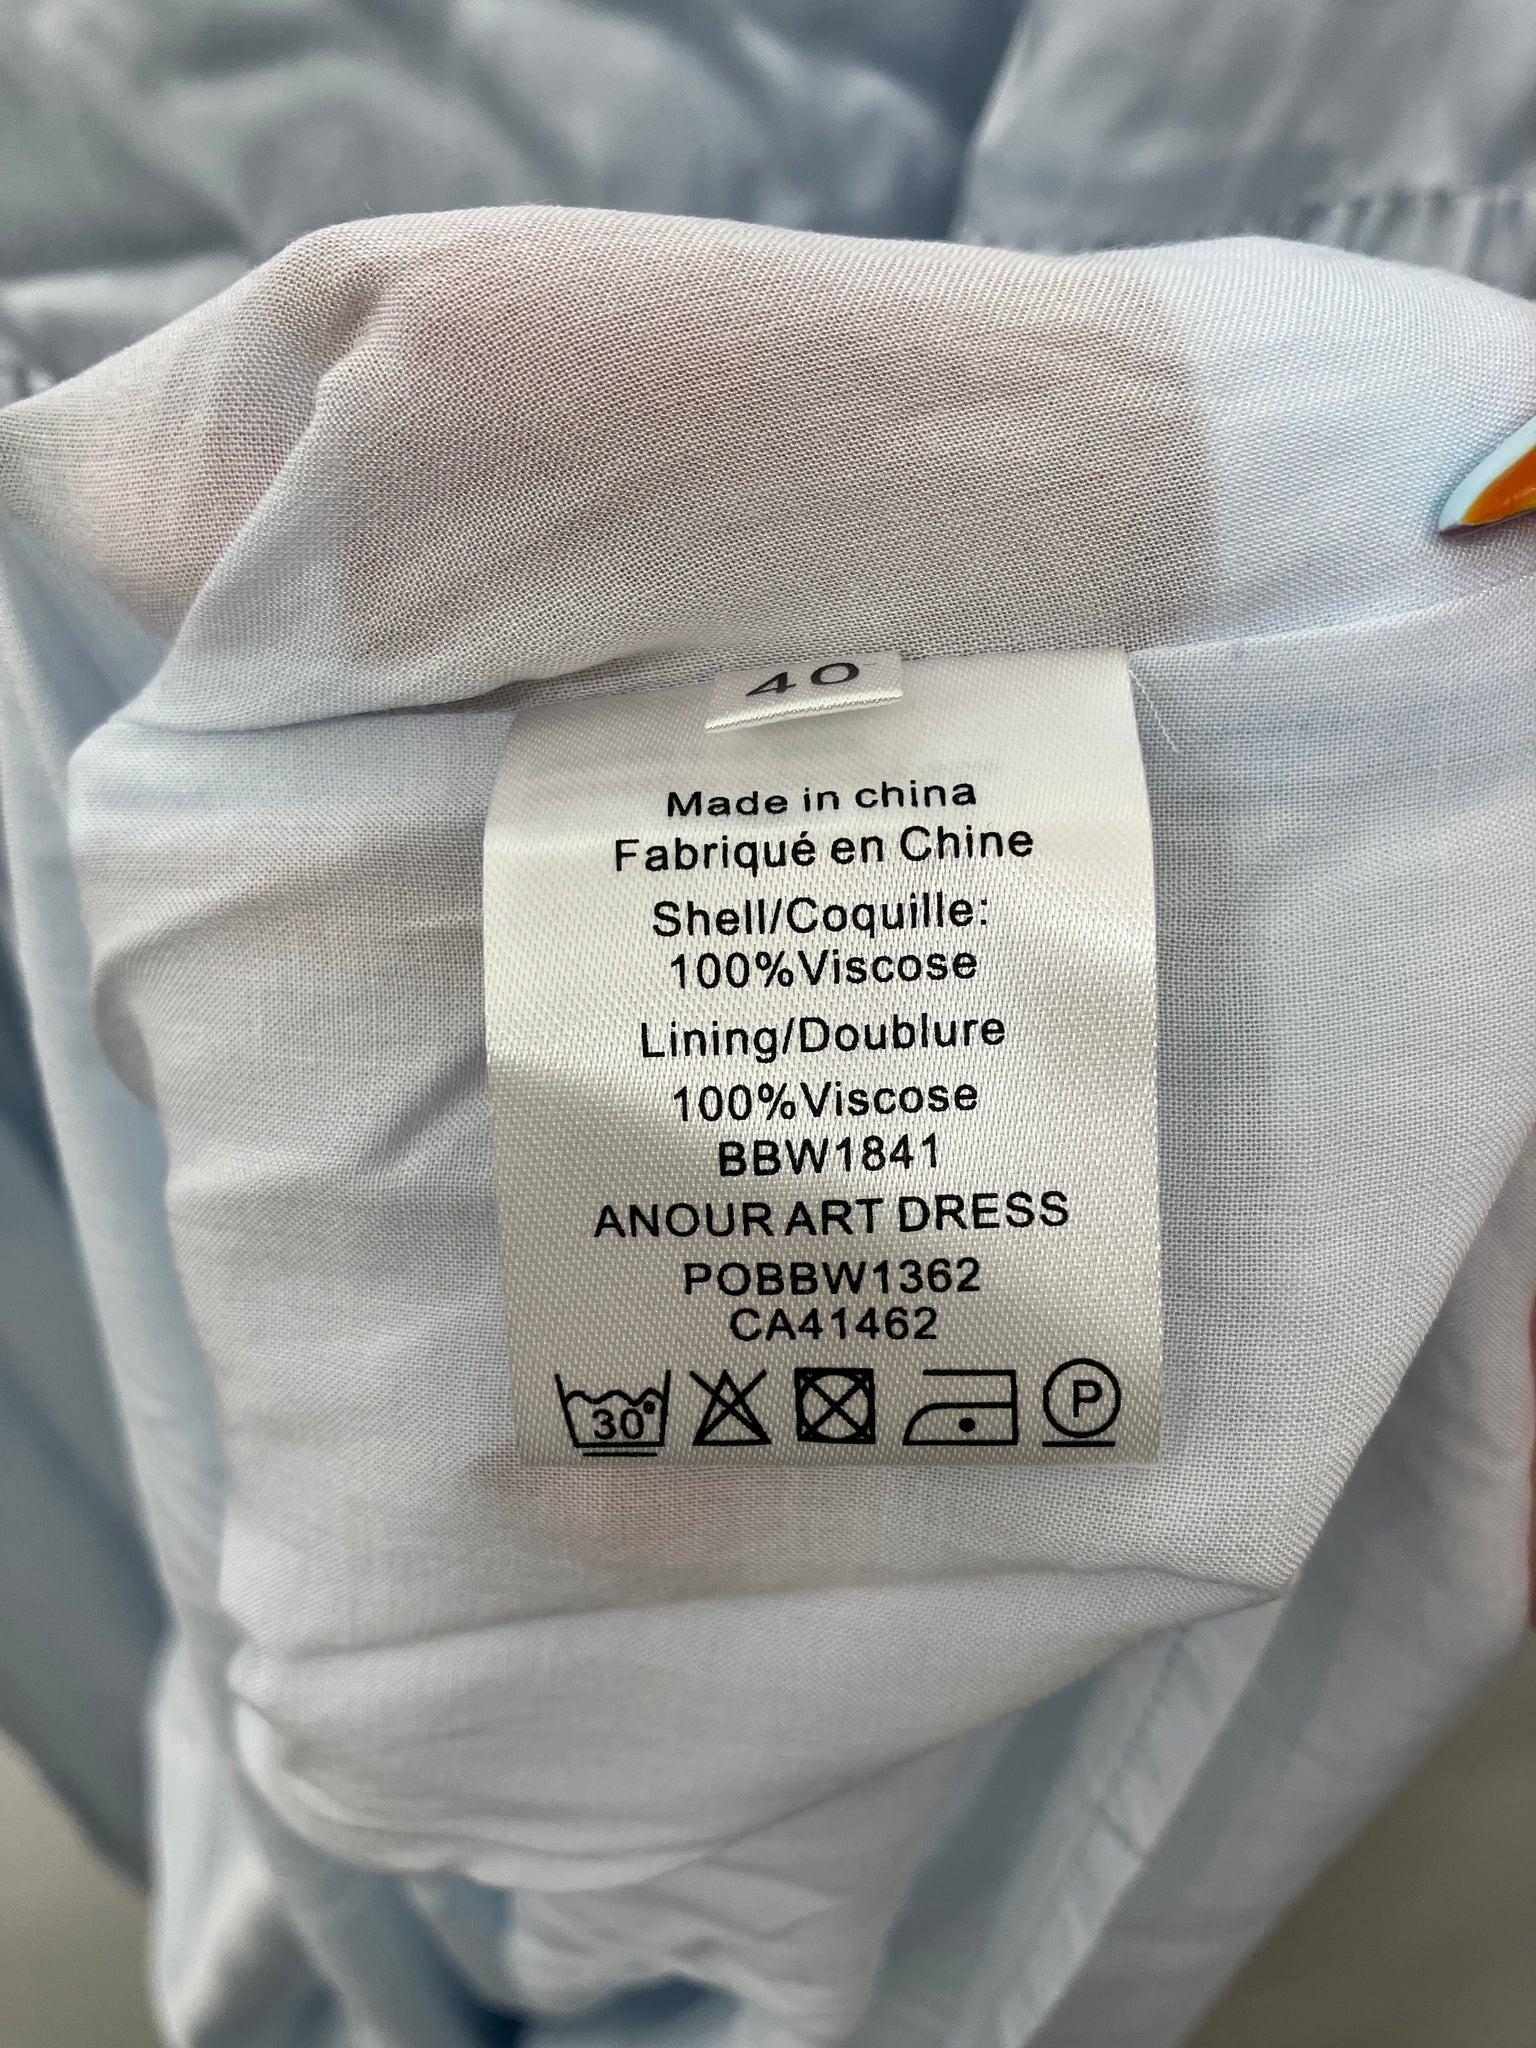 40
Made in china
Fabriqué en Chine
Shell/Coquille:
100%Viscose
Lining/Doublure
100%Viscose
BBW1841
ANOUR ART DRESS
POBBW1362
CA41462
30° P